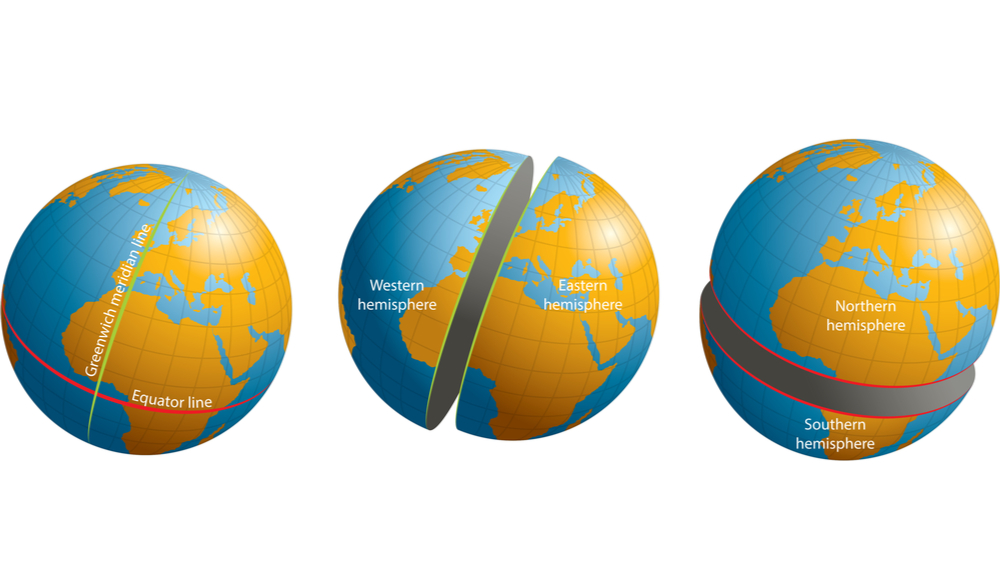 Greenwich meridian line
Equator line
Western
hemisphere
Eastern
hemisphere
Northern
hemisphere
Southern
hemisphere